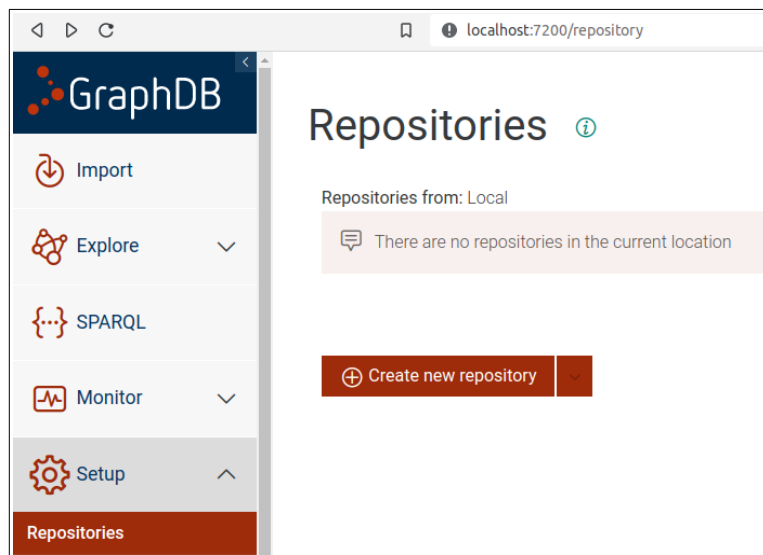 localhost:7200/repository
GraphDB
Import
Explore
SPARQL
Monitor
Setup
Repositories
Repositories
Repositories from: Local
There are no repositories in the current location
Create new repository